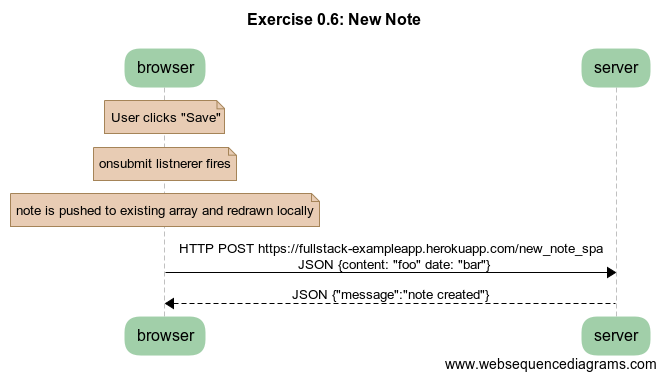 Exercise 0.6: New Note
browser
server
User clicks "Save"
onsubmit listnerer fires
note is pushed to existing array and redrawn locally
HTTP POST https://fullstack-exampleapp.herokuapp.com/new_note_spa
JSON {content: "foo" date: "bar"}
JSON {"message":"note created"}
browser
server
www.websequencediagrams.com